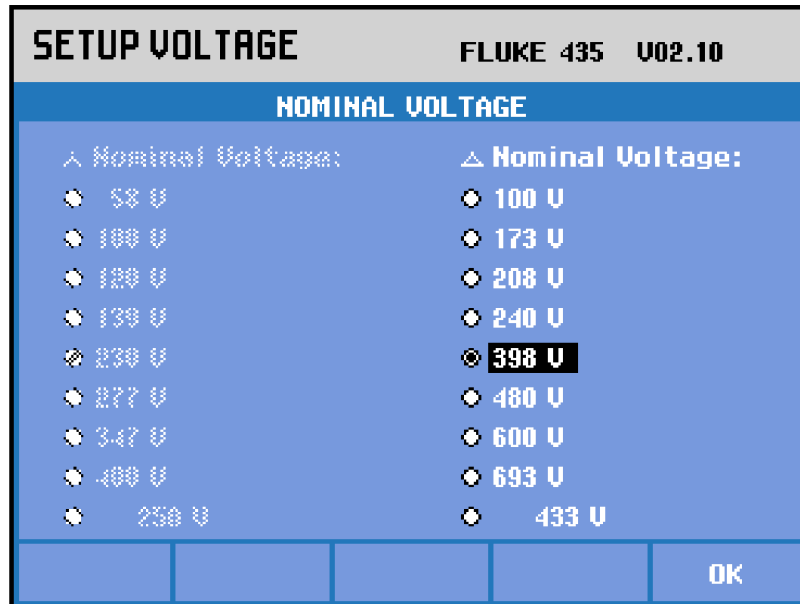 SETUP VOLTAGE FLUKE 435 V02.10
NOMINAL VOLTAGE
Nominal Voltage: Nominal Voltage:
58 V 100 V
100 V 173 V
120 V 208 V
139 V 240 V
230 V 398 V
277 V 480 V
347 V 600 V
400 V 693 V
250 V 433 V
OK